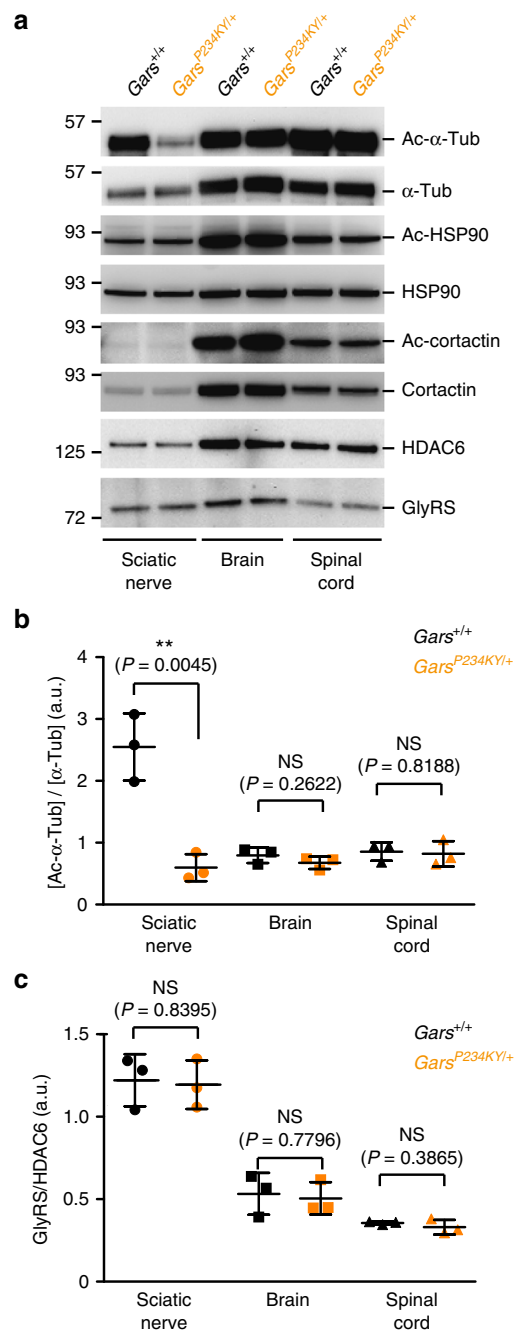 a
Gars+/+
GarsP234KY/+
Gars+/+
GarsP234KY/+
Gars+/+
GarsP234KY/+
57
Ac-α-Tub
57
α-Tub
93
Ac-HSP90
93
HSP90
93
Ac-cortactin
93
Cortactin
HDAC6
125
GlyRS
72
Sciatic nerve
Brain
Spinal cord
b
Gars+/+
GarsP234KY/+
[Ac-α-Tub] / [α-Tub] (a.u.)
4
3
2
1
0
**
(P = 0.0045)
NS
(P = 0.2622)
NS
(P = 0.8188)
Sciatic nerve
Brain
Spinal cord
c
NS
(P = 0.8395)
Gars+/+
GarsP234KY/+
GlyRS/HDAC6 (a.u.)
1.5
1.0
0.5
0
NS
(P = 0.7796)
NS
(P = 0.3865)
Sciatic nerve
Brain
Spinal cord